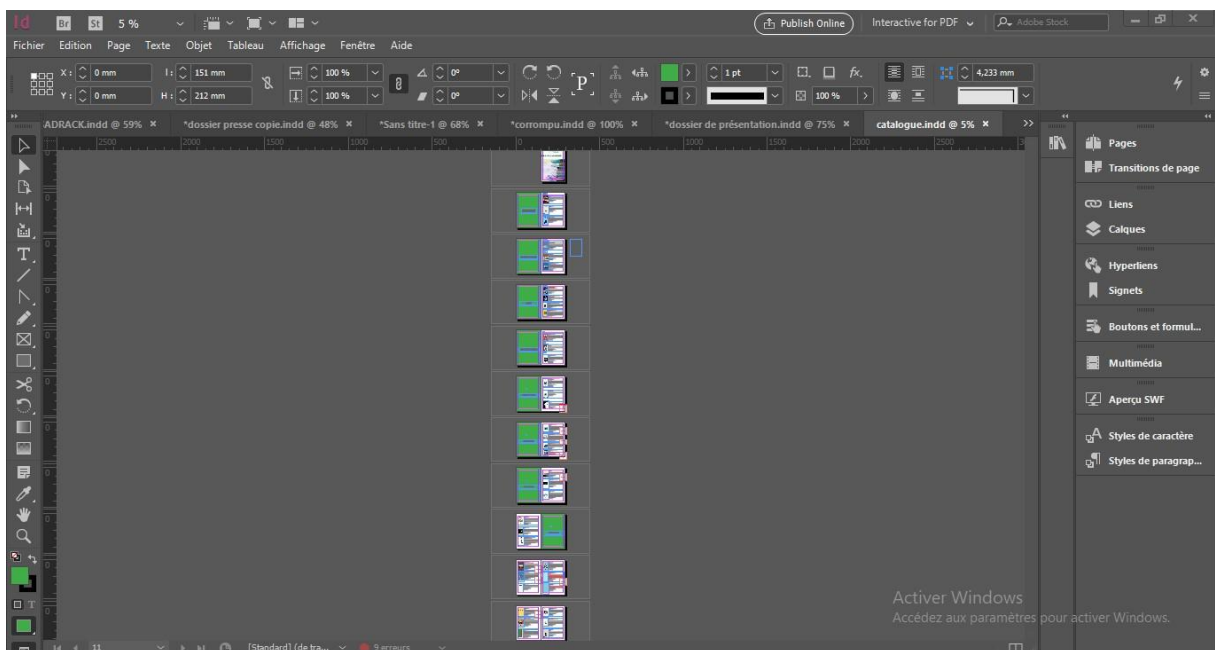 Id Br St 5 % Publish Online Interactive for PDF Adobe Stock
Fichier Edition Page Texte Objet Tableau Affichage Fenêtre Aide
X : 0 mm l : 151 mm 100 % 0° P 1 pt fx. 4,233 mm
Y : 0 mm H : 212 mm 100 % 0° 100 %
ADRACK.indd @ 59% × *dossier presse copie.indd @ 48% × *Sans titre-1 @ 68% × *corrompu.indd @ 100% × *dossier de présentation.indd @ 75% × catalogue.indd @ 5% ×
2500 2000 1500 1000 500 0 500 1000 1500 2000 2500
Pages
Transitions de page
Liens
Calques
Hyperliens
Signets
Boutons et formul...
Multimédia
Aperçu SWF
Styles de caractère
Styles de paragrap...
Activer Windows
Accédez aux paramètres pour activer Windows.
11 [Standard] (de tra... 9 erreurs